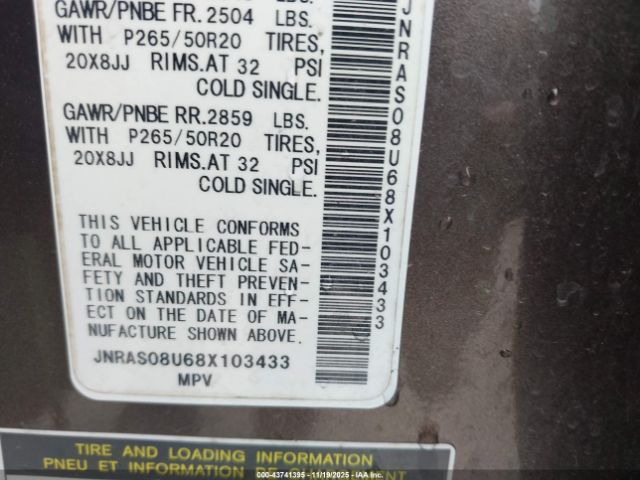 GAWR/PNBE FR. 2504 LBS.
WITH P265/50R20 TIRES,
20X8JJ RIMS.AT 32 PSI
COLD SINGLE.
GAWR/PNBE RR. 2859 LBS.
WITH P265/50R20 TIRES,
20X8JJ RIMS.AT 32 PSI
COLD SINGLE.
THIS VEHICLE CONFORMS
TO ALL APPLICABLE FED-
ERAL MOTOR VEHICLE SA-
FETY AND THEFT PREVEN-
TION STANDARDS IN EFF-
ECT ON THE DATE OF MA-
NUFACTURE SHOWN ABOVE.
JNRAS08U68X103433
MPV
JNRAS08U68X103433
TIRE AND LOADING INFORMATION
PNEU ET INFORMATION DE CHARGEMENT
© 43741395 - 11/19/2025 - IAA Inc.